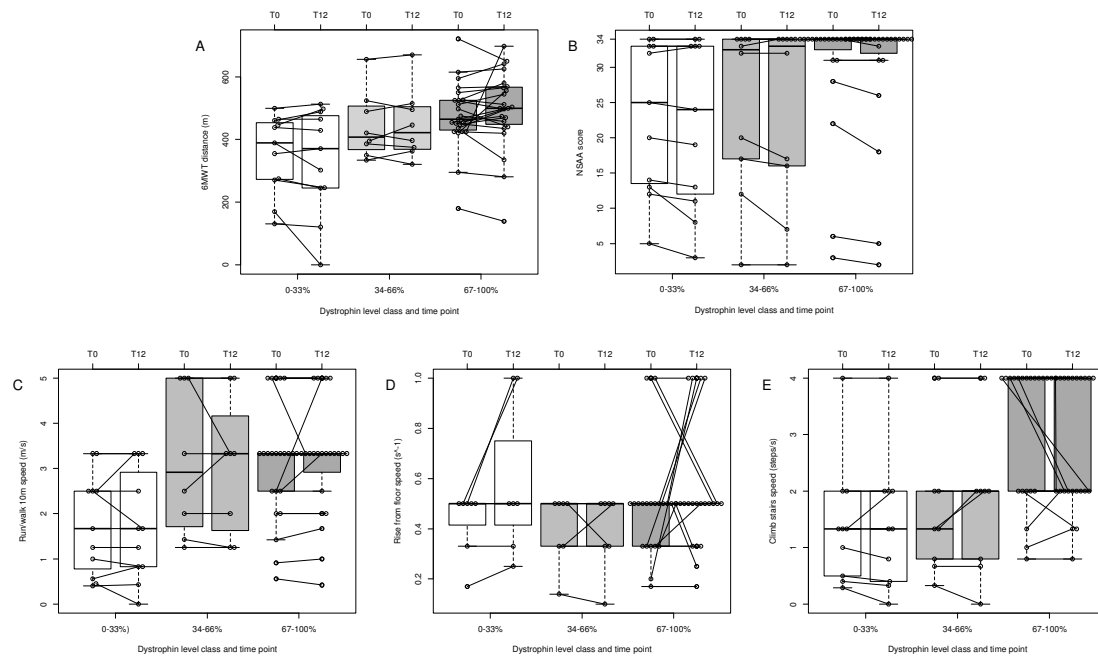 T0 T12 T0 T12 T0 T12
A
6MWT distance (m)
600
400
200
0
0-33% 34-66% 67-100%
Dystrophin level class and time point
T0 T12 T0 T12 T0 T12
B
NSAA score
34
30
25
20
15
10
5
0-33% 34-66% 67-100%
Dystrophin level class and time point
T0 T12 T0 T12 T0 T12
C
Run/walk 10m speed (m/s)
5
4
3
2
1
0
0-33%) 34-66% 67-100%
Dystrophin level class and time point
T0 T12 T0 T12 T0 T12
D
Rise from floor speed (s^-1)
1.0
0.8
0.6
0.4
0.2
0-33% 34-66% 67-100%
Dystrophin level class and time point
T0 T12 T0 T12 T0 T12
E
Climb stairs speed (steps/s)
4
3
2
1
0
0-33% 34-66% 67-100%
Dystrophin level class and time point